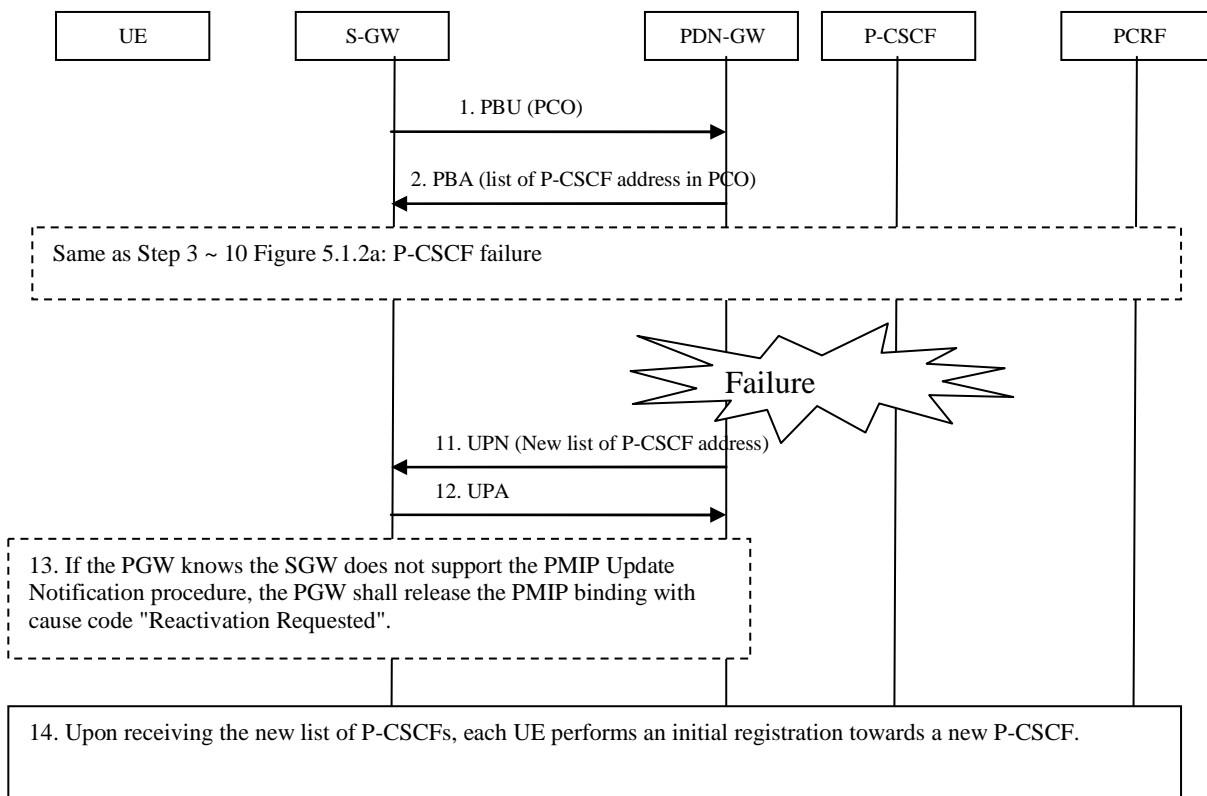 UE
S-GW
PDN-GW
P-CSCF
PCRF
1. PBU (PCO)
2. PBA (list of P-CSCF address in PCO)
Same as Step 3 ~ 10 Figure 5.1.2a: P-CSCF failure
Failure
11. UPN (New list of P-CSCF address)
12. UPA
13. If the PGW knows the SGW does not support the PMIP Update
Notification procedure, the PGW shall release the PMIP binding with
cause code "Reactivation Requested".
14. Upon receiving the new list of P-CSCFs, each UE performs an initial registration towards a new P-CSCF.